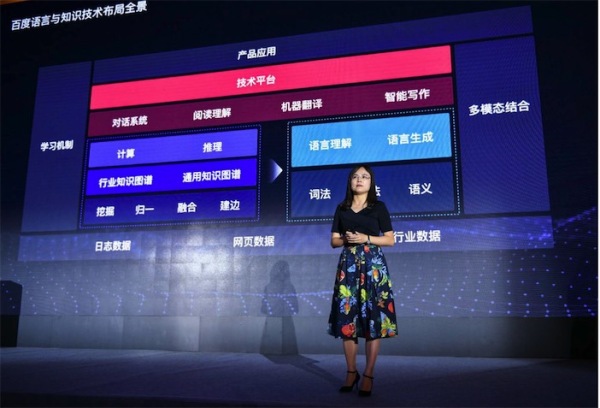 百度语言与知识技术布局全景
产品应用
技术平台
对话系统 阅读理解 机器翻译 智能写作
学习机制
多模态结合
计算 推理
行业知识图谱 通用知识图谱
挖掘 归一 融合 建边
语言理解 语言生成
词法 语义
日志数据 网页数据 行业数据